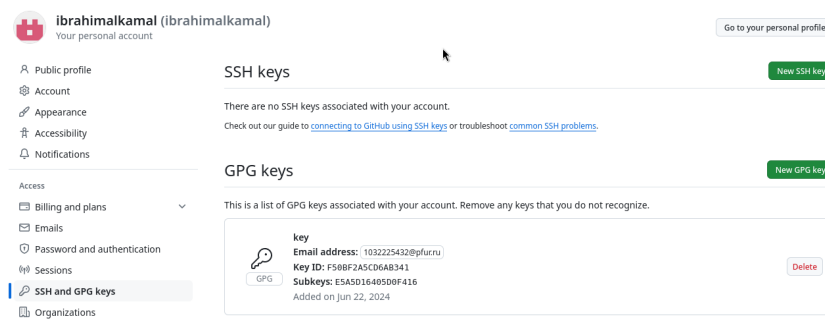 ibrahimalkamal (ibrahimalkamal)
Your personal account
Go to your personal profile
Public profile
Account
Appearance
Accessibility
Notifications
Access
Billing and plans
Emails
Password and authentication
Sessions
SSH and GPG keys
Organizations
SSH keys
New SSH key
There are no SSH keys associated with your account.
Check out our guide to connecting to GitHub using SSH keys or troubleshoot common SSH problems.
GPG keys
New GPG key
This is a list of GPG keys associated with your account. Remove any keys that you do not recognize.
GPG
key
Email address: 1032225432@pfur.ru
Key ID: F50BF2A5CD6AB341
Subkeys: E5A5D16405D0F416
Added on Jun 22, 2024
Delete